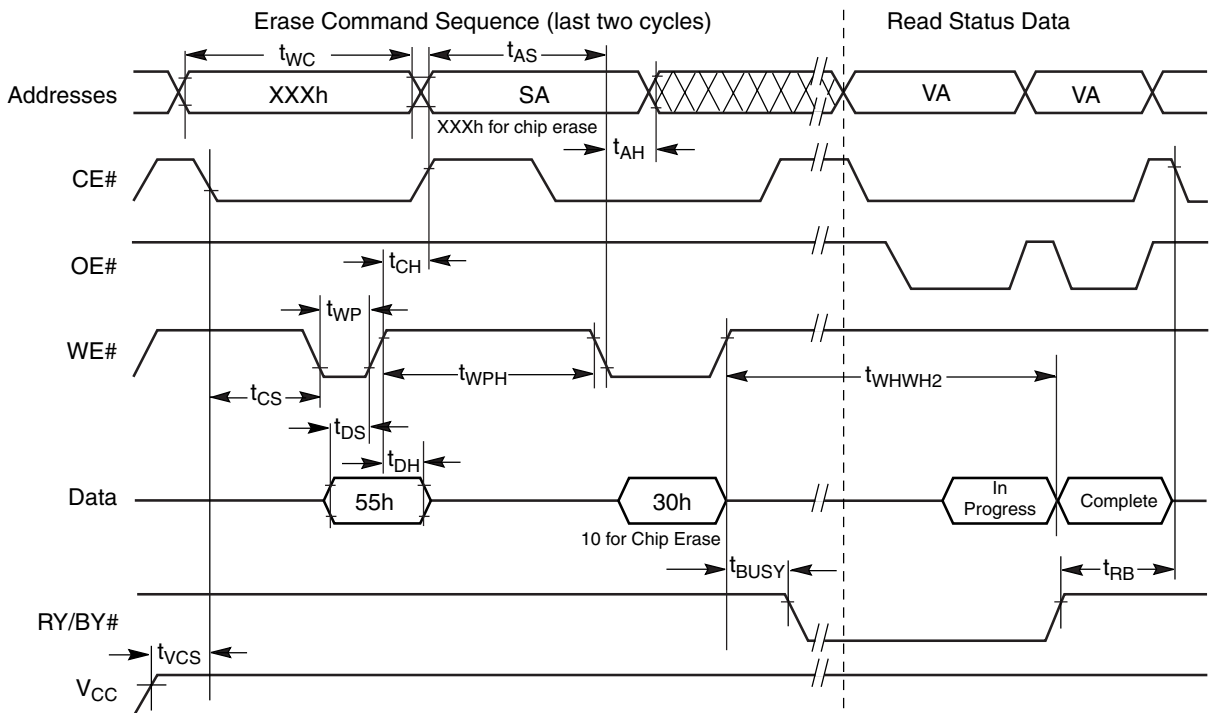 Erase Command Sequence (last two cycles)
Read Status Data
tWC
tAS
Addresses
XXXh
SA
VA
VA
XXXh for chip erase
tAH
CE#
OE#
tCH
tWP
WE#
tWPH
tWHWH2
tCS
tDS
tDH
Data
55h
30h
In
Progress
Complete
10 for Chip Erase
tBUSY
tRB
RY/BY#
tVCS
VCC